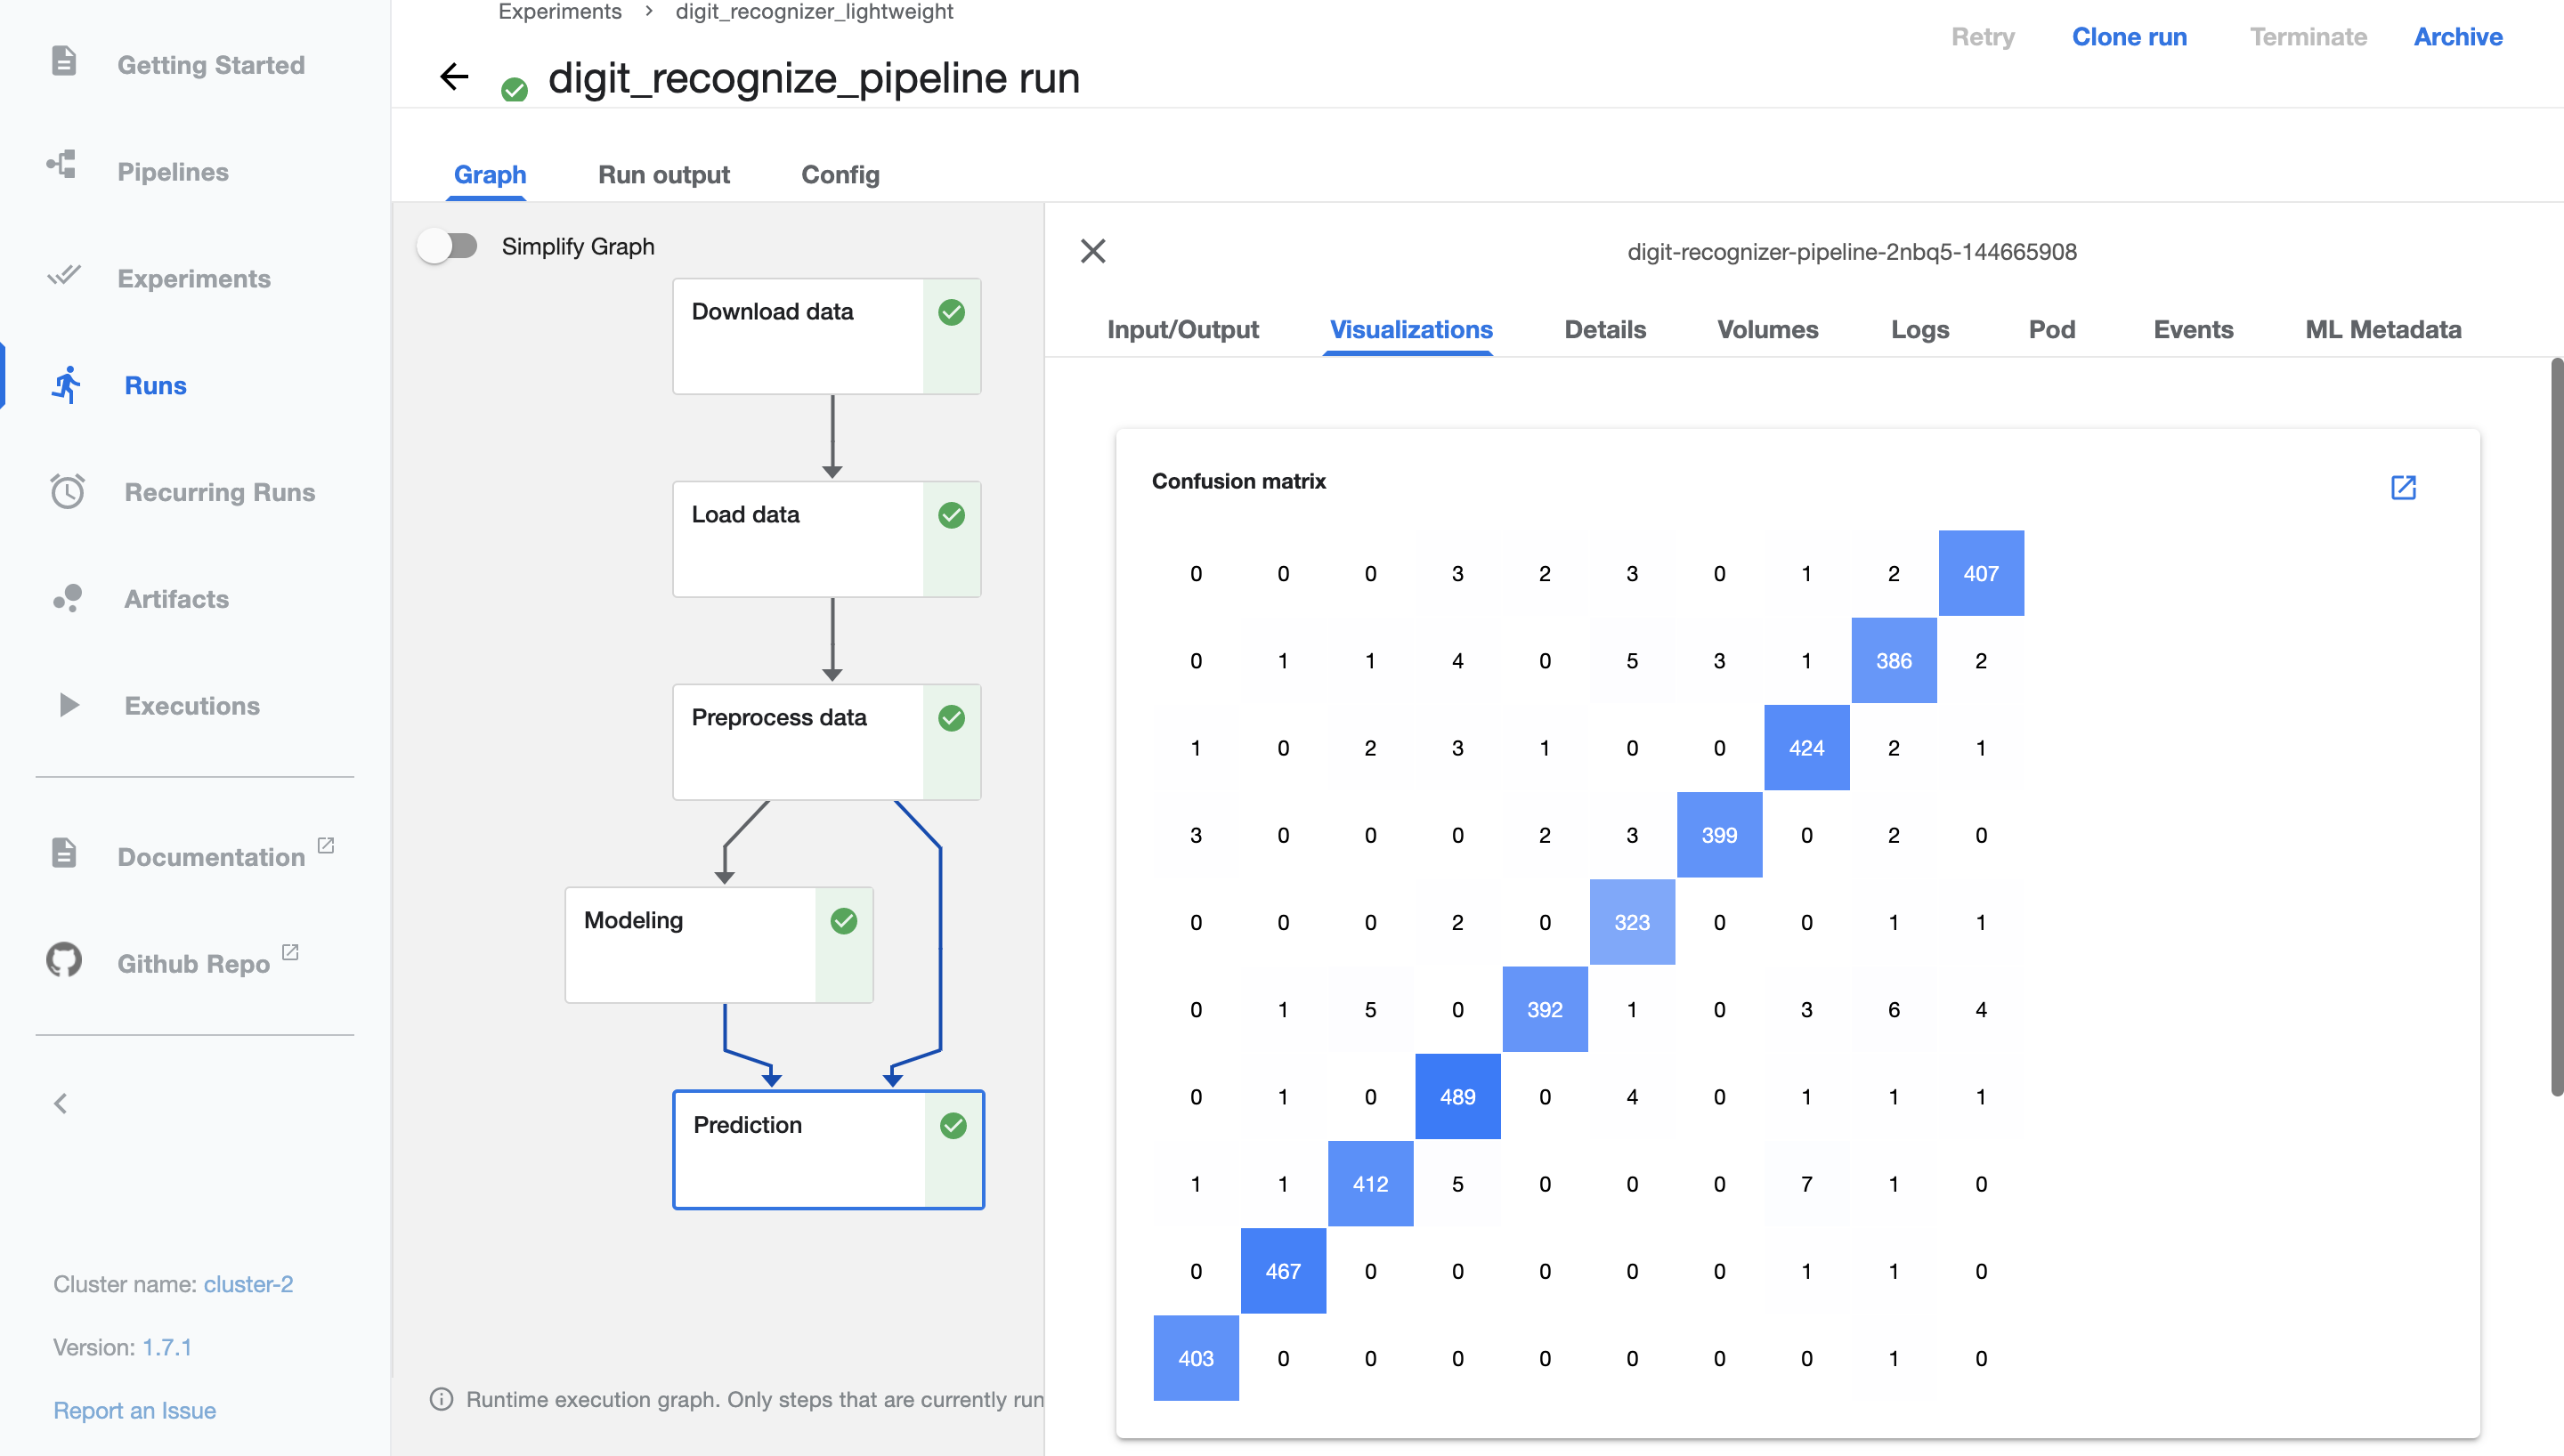 Getting Started
Pipelines
Experiments
Runs
Recurring Runs
Artifacts
Executions
Documentation
Github Repo
Cluster name: cluster-2
Version: 1.7.1
Report an Issue
Experiments > digit_recognizer_lightweight
digit_recognize_pipeline run
Retry Clone run Terminate Archive
Graph Run output Config
Simplify Graph
Download data
Load data
Preprocess data
Modeling
Prediction
Runtime execution graph. Only steps that are currently run
digit-recognizer-pipeline-2nbq5-144665908
Input/Output Visualizations Details Volumes Logs Pod Events ML Metadata
Confusion matrix
0 0 0 3 2 3 0 1 2 407
0 1 1 4 0 5 3 1 386 2
1 0 2 3 1 0 0 424 2 1
3 0 0 0 2 3 399 0 2 0
0 0 0 2 0 323 0 0 1 1
0 1 5 0 392 1 0 3 6 4
0 1 0 489 0 4 0 1 1 1
1 1 412 5 0 0 0 7 1 0
0 467 0 0 0 0 0 1 1 0
403 0 0 0 0 0 0 0 1 0